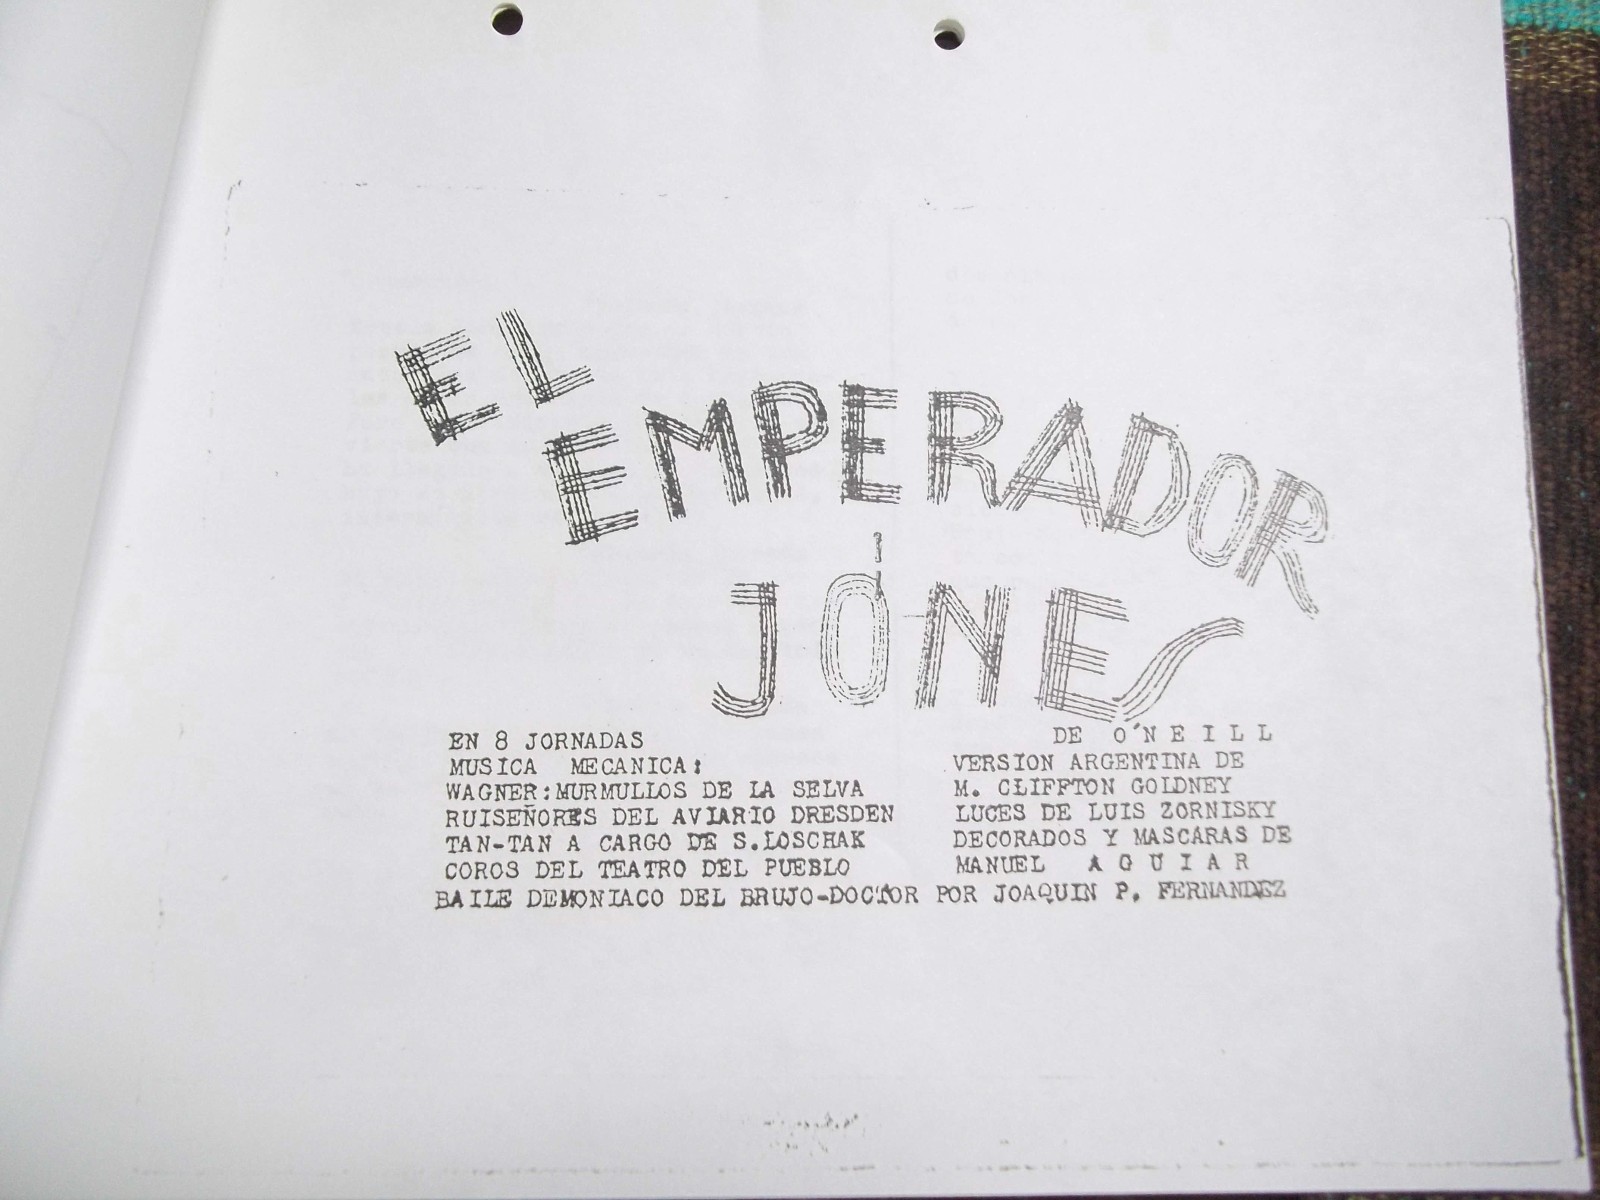 EL
EMPERADOR
JÓNES
EN 8 JORNADAS
MUSICA MECANICA:
WAGNER:MURMULLOS DE LA SELVA
RUISEÑORES DEL AVIARIO DRESDEN
TAN-TAN A CARGO DE S.LOSCHAK
COROS DEL TEATRO DEL PUEBLO
DE O'NEILL
VERSION ARGENTINA DE
M. CLIFFTON GOLDNEY
LUCES DE LUIS ZORNISKY
DECORADOS Y MASCARAS DE
MANUEL AGUIAR
BAILE DEMONIACO DEL BRUJO-DOCTOR POR JOAQUIN P. FERNANDEZ